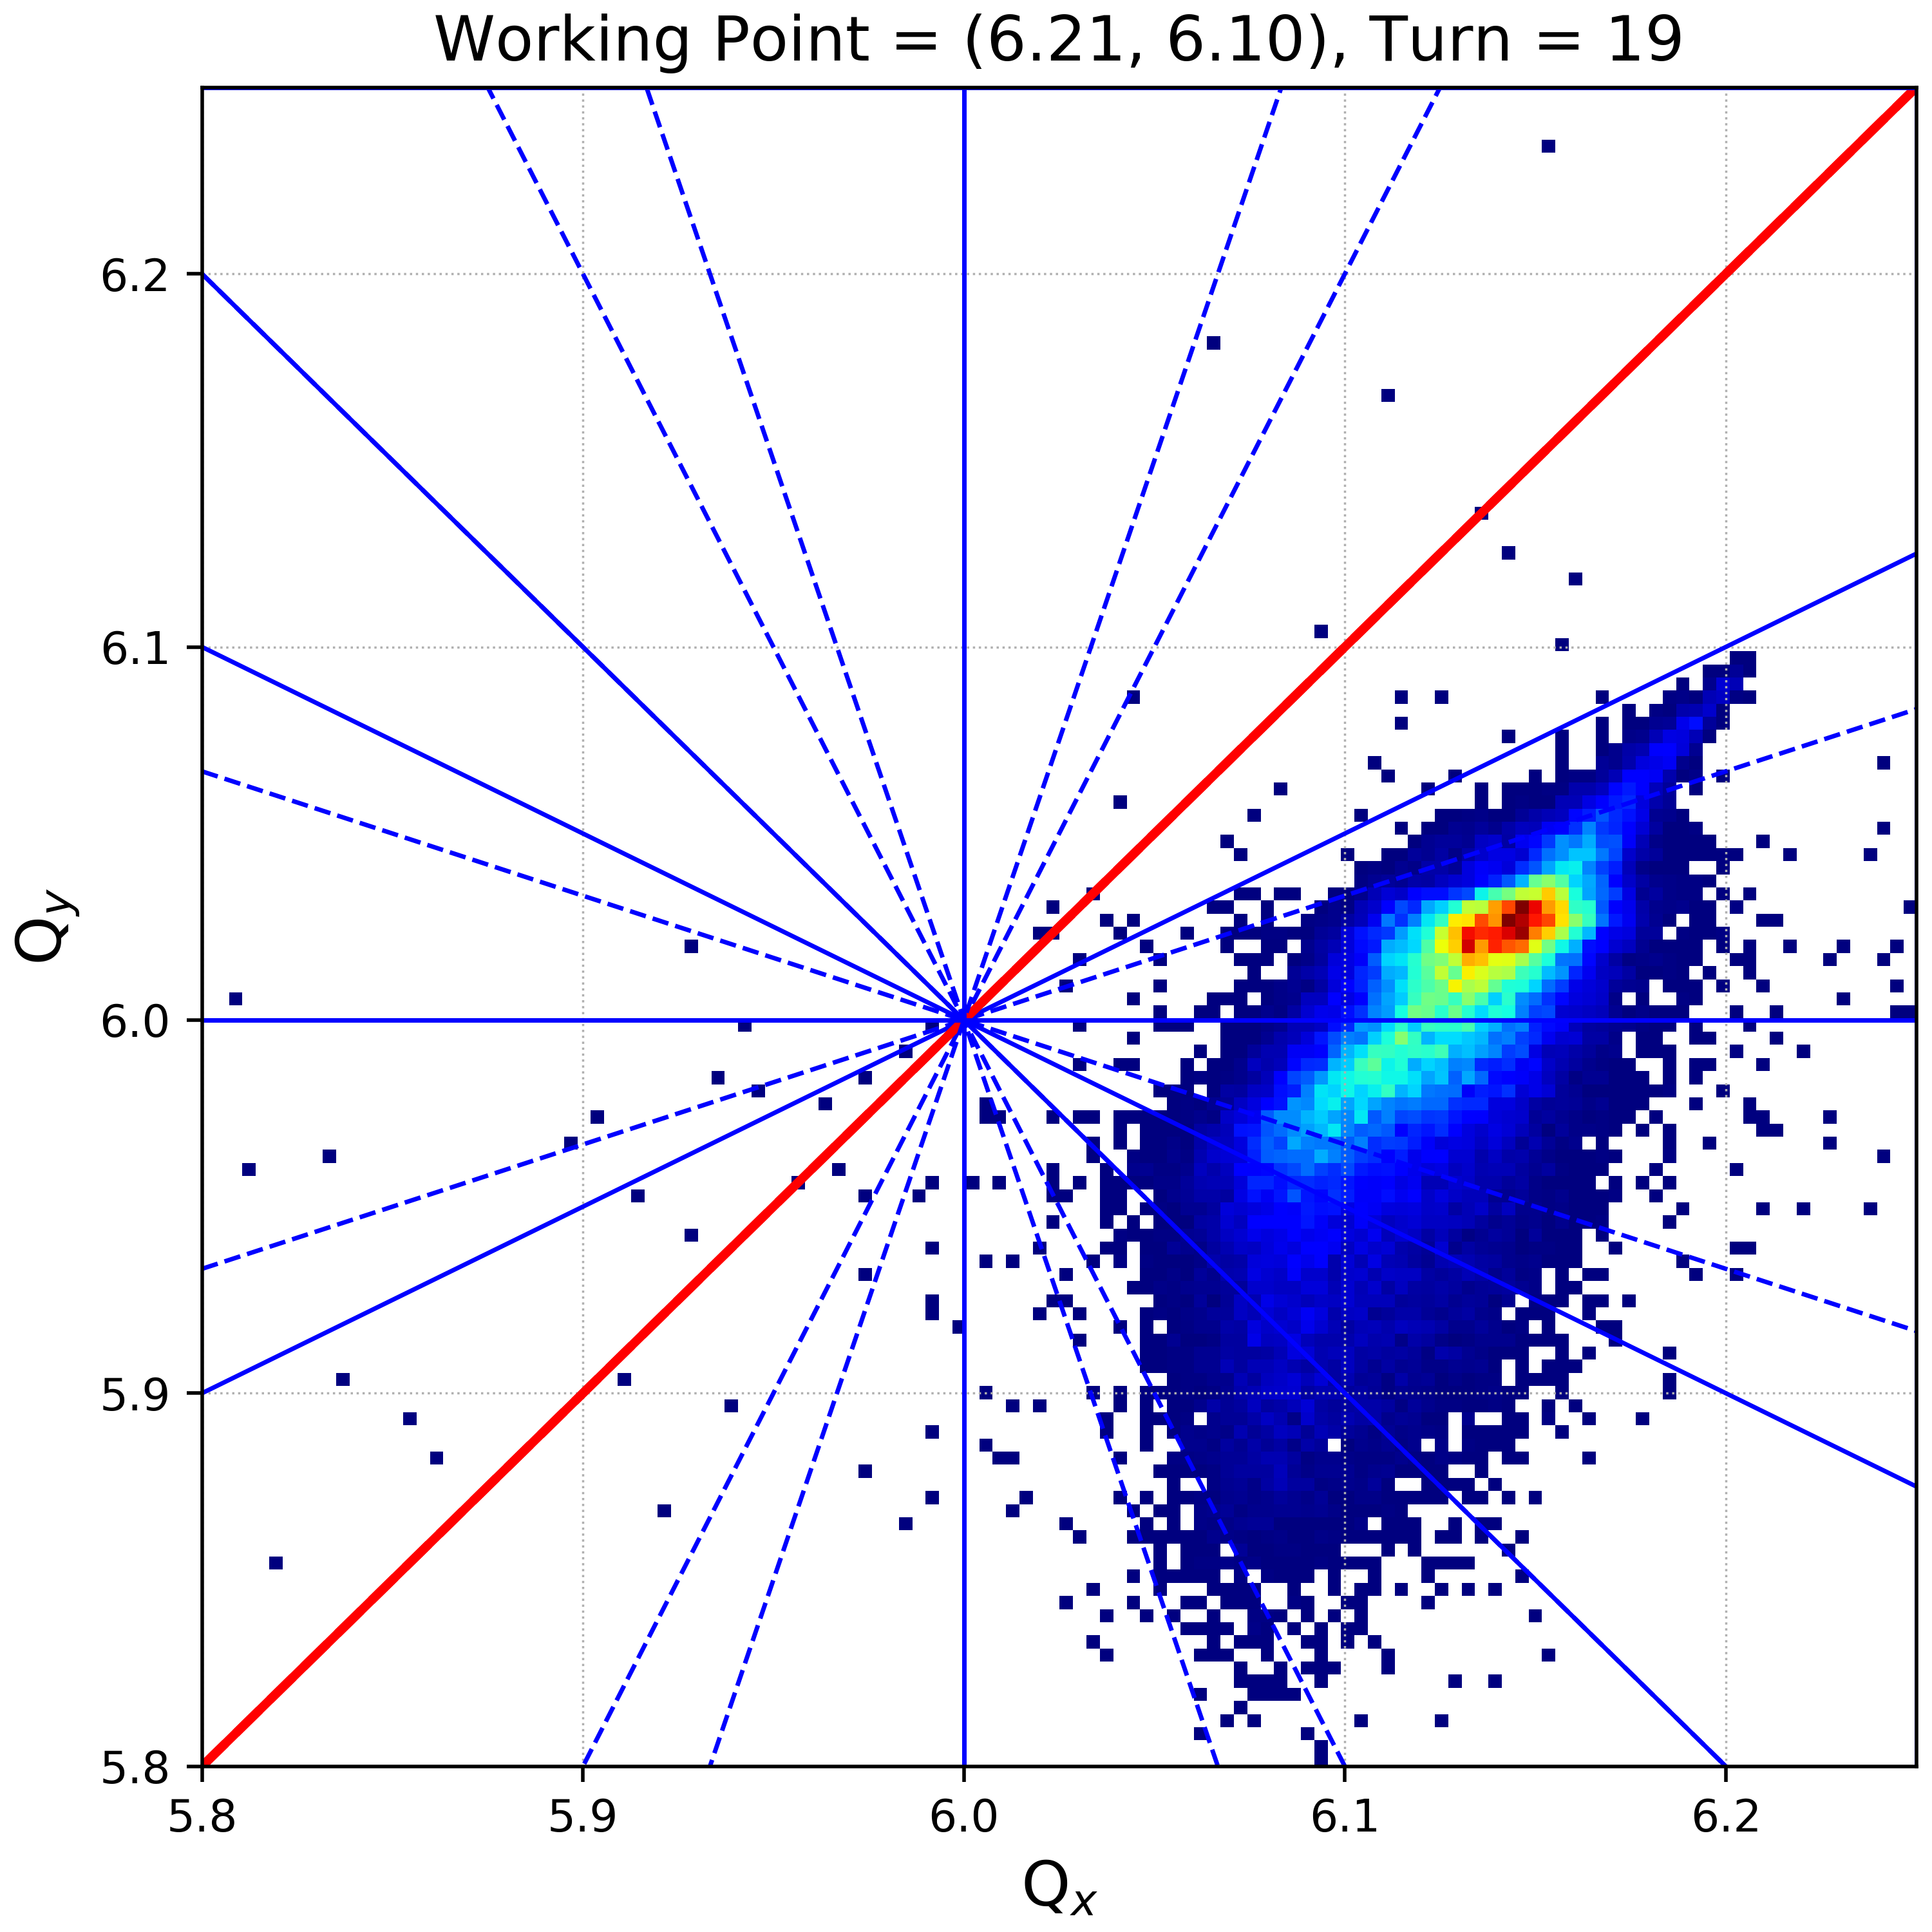 Working Point = (6.21, 6.10), Turn = 19
6.2
6.1
6.0
5.9
5.8
Qy
5.8 5.9 6.0 6.1 6.2
Qx